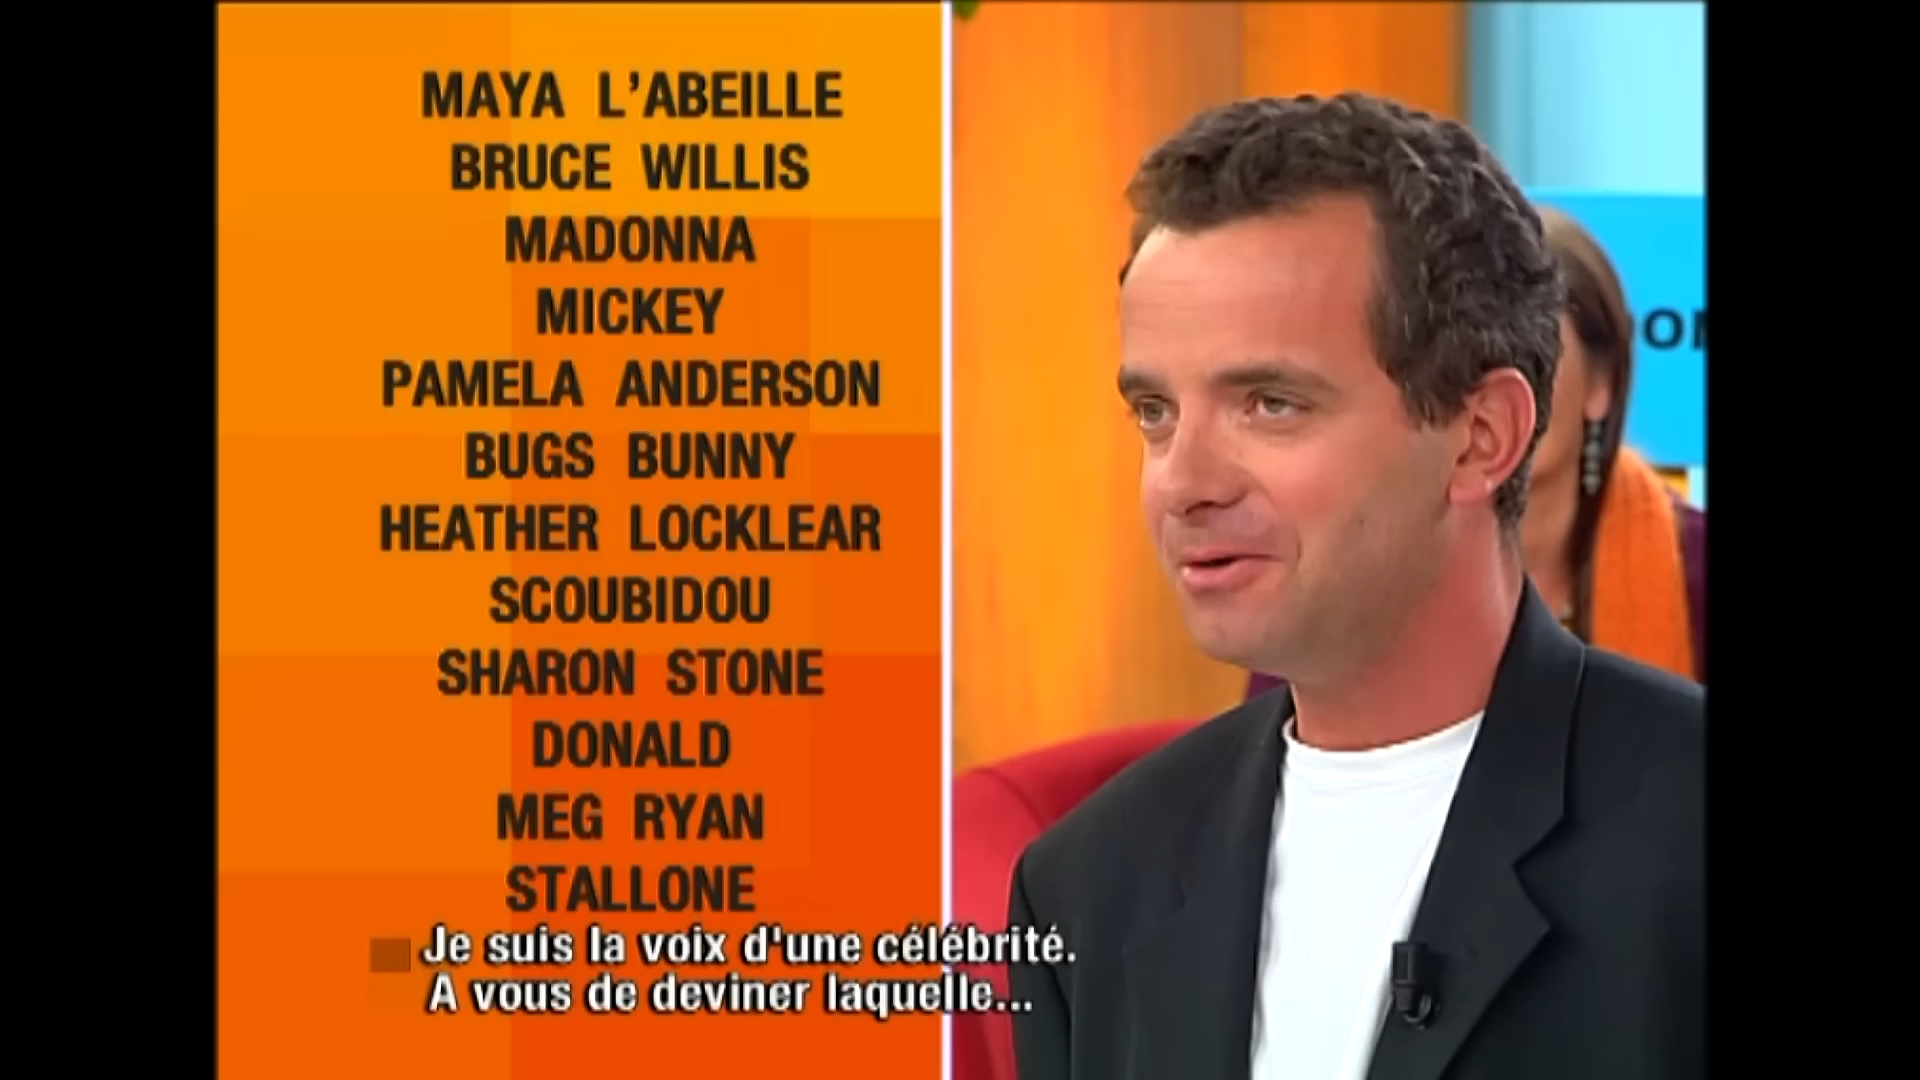 MAYA L'ABEILLE
BRUCE WILLIS
MADONNA
MICKEY
PAMELA ANDERSON
BUGS BUNNY
HEATHER LOCKLEAR
SCOUBIDOU
SHARON STONE
DONALD
MEG RYAN
STALLONE
Je suis la voix d'une célébrité.
A vous de deviner laquelle...